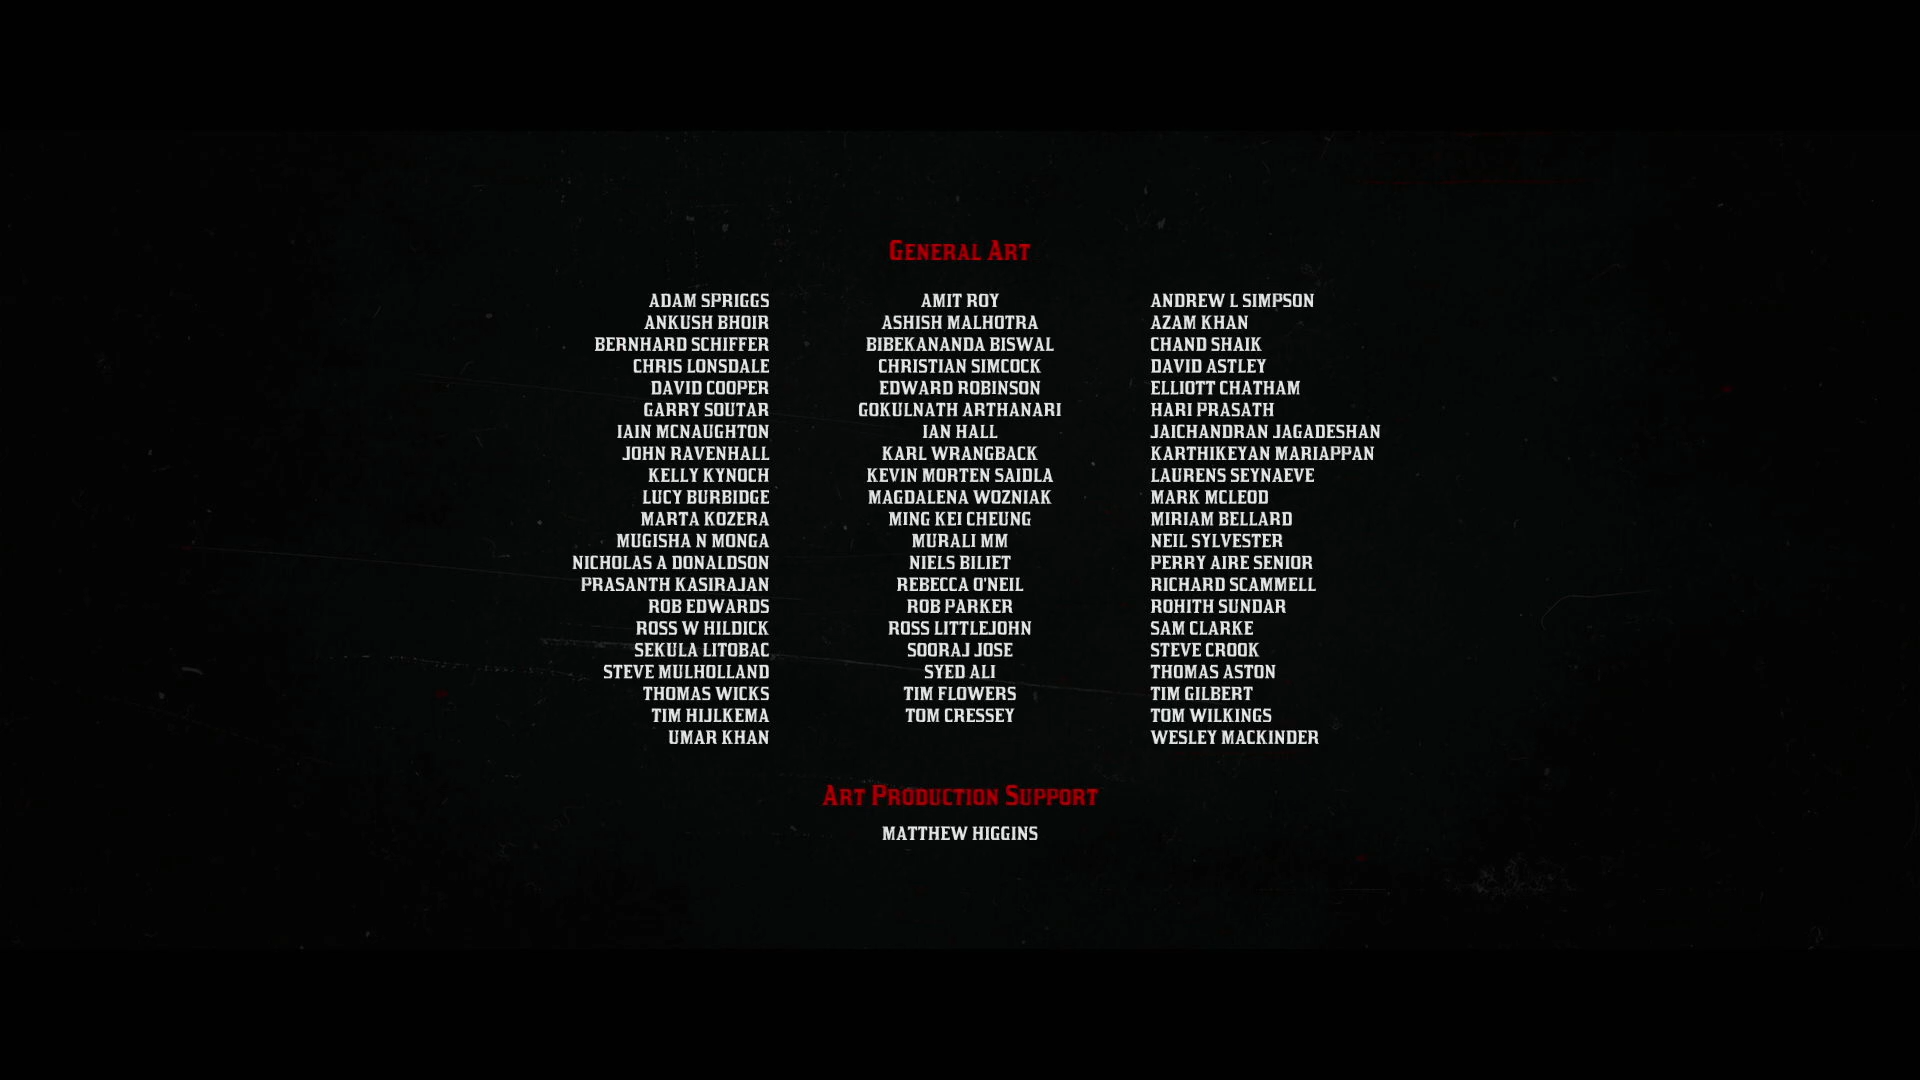 General Art
ADAM SPRIGGS AMIT ROY ANDREW L SIMPSON
ANKUSH BHOIR ASHISH MALHOTRA AZAM KHAN
BERNHARD SCHIFFER BIBEKANANDA BISWAL CHAND SHAIK
CHRIS LONSDALE CHRISTIAN SIMCOCK DAVID ASTLEY
DAVID COOPER EDWARD ROBINSON ELLIOTT CHATHAM
GARRY SOUTAR GOKULNATH ARTHANARI HARI PRASATH
IAIN MCNAUGHTON IAN HALL JAICHANDRAN JAGADESHAN
JOHN RAVENHALL KARL WRANGBACK KARTHIKEYAN MARIAPPAN
KELLY KYNOCH KEVIN MORTEN SAIDLA LAURENS SEYNAEVE
LUCY BURBIDGE MAGDALENA WOZNIAK MARK MCLEOD
MARTA KOZERA MING KEI CHEUNG MIRIAM BELLARD
MUGISHA N MONGA MURALI MM NEIL SYLVESTER
NICHOLAS A DONALDSON NIELS BILIET PERRY AIRE SENIOR
PRASANTH KASIRAJAN REBECCA O'NEIL RICHARD SCAMMELL
ROB EDWARDS ROB PARKER ROHITH SUNDAR
ROSS W HILDICK ROSS LITTLEJOHN SAM CLARKE
SEKULA LITOBAC SOORAJ JOSE STEVE CROOK
STEVE MULHOLLAND SYED ALI THOMAS ASTON
THOMAS WICKS TIM FLOWERS TIM GILBERT
TIM HIJLKEMA TOM CRESSEY TOM WILKINGS
UMAR KHAN WESLEY MACKINDER
Art Production Support
MATTHEW HIGGINS